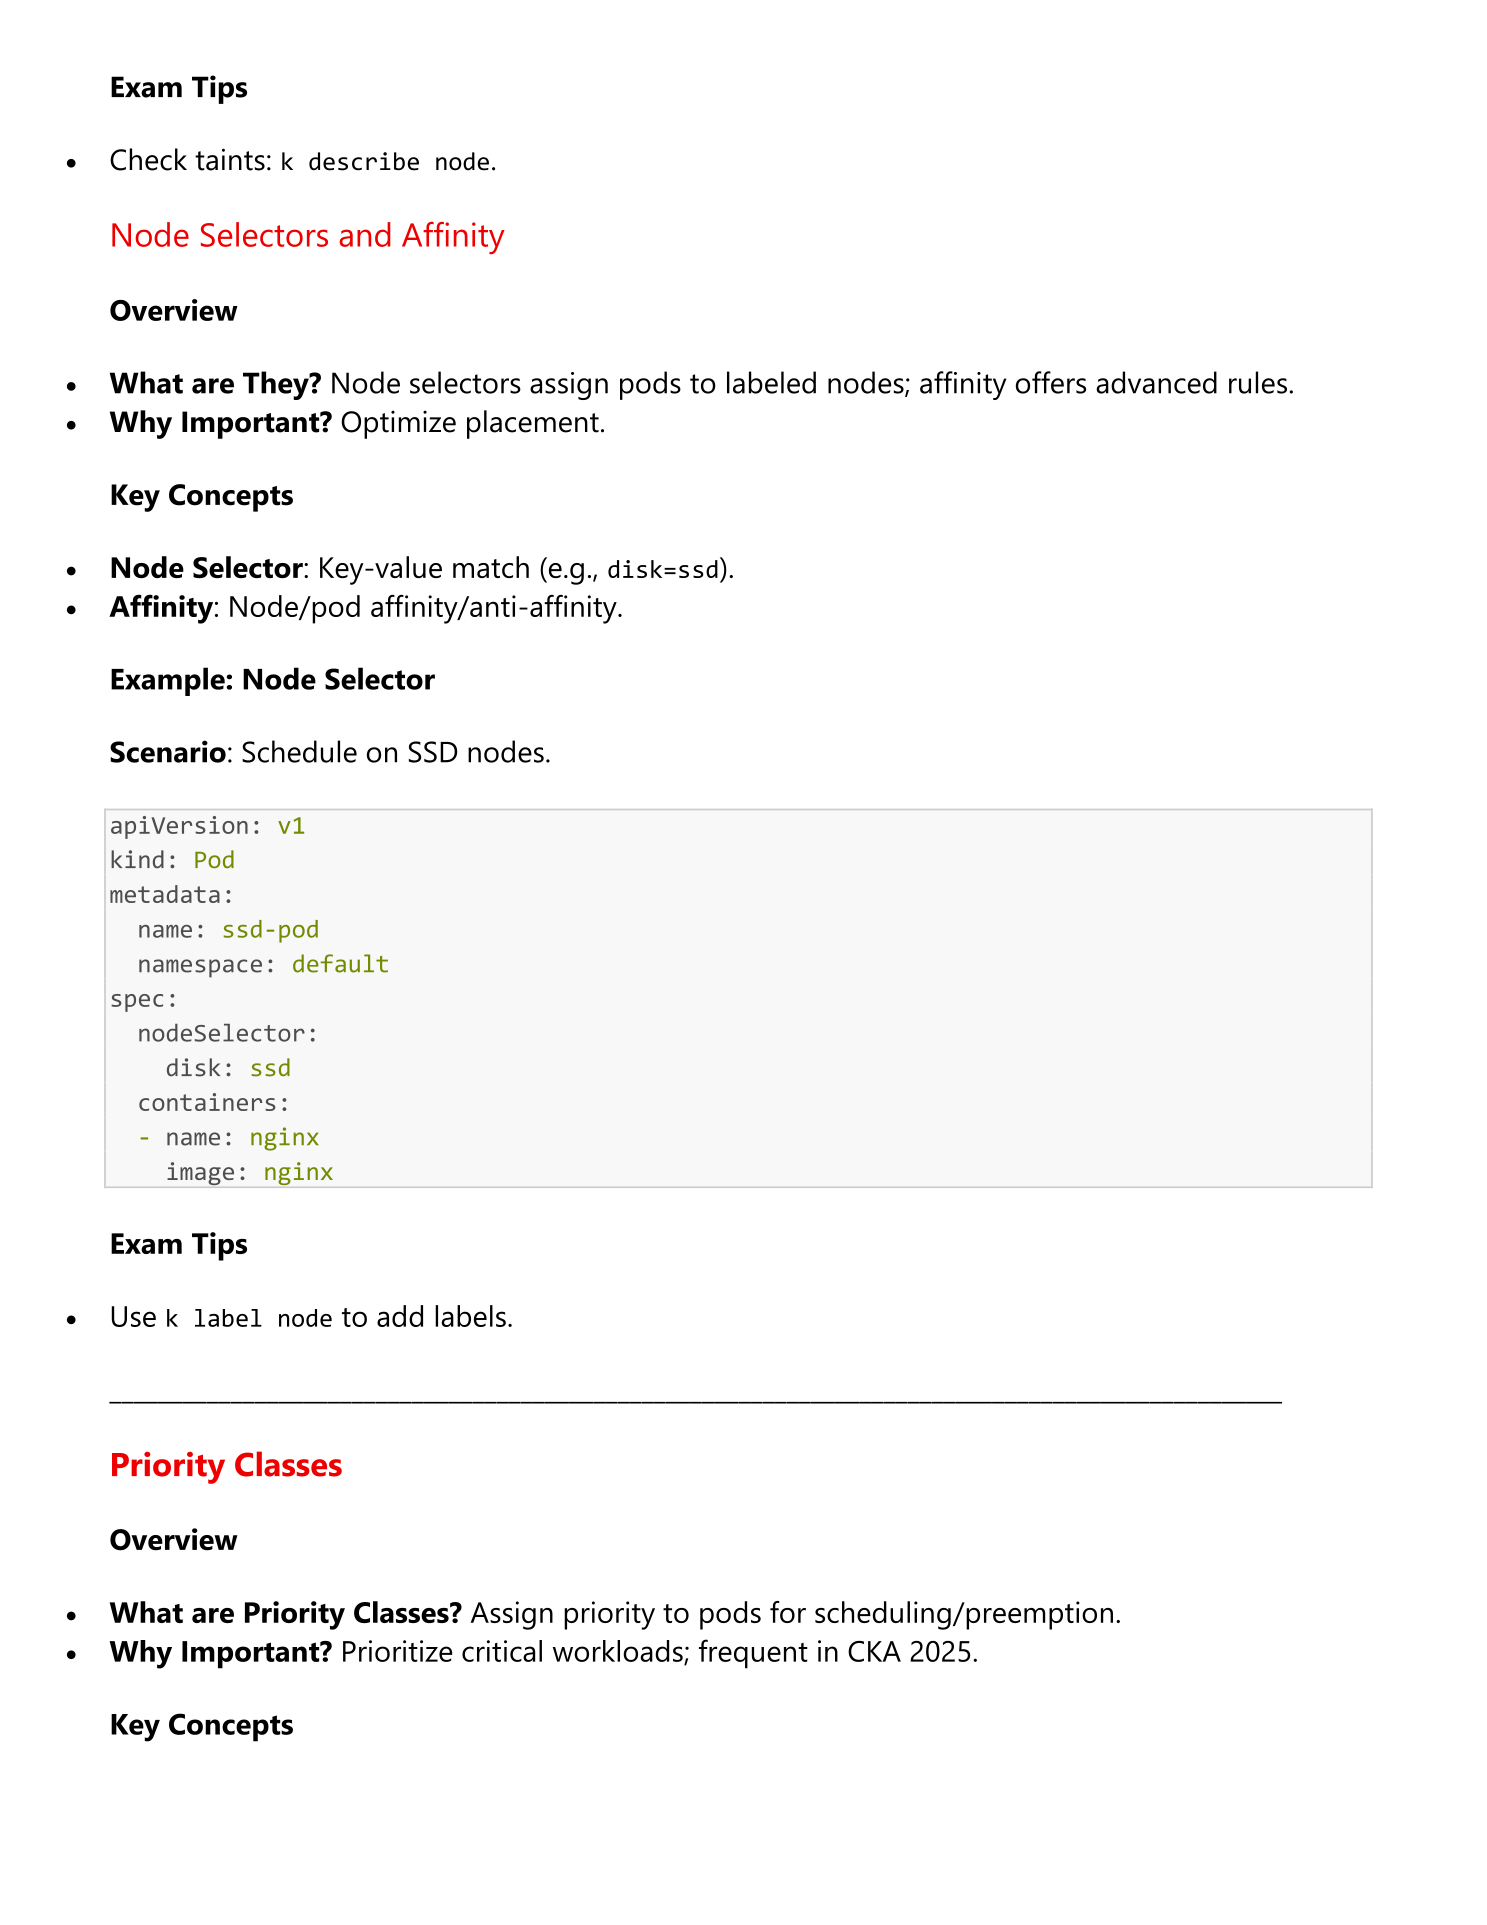 Exam Tips
• Check taints: k describe node.
Node Selectors and Affinity
Overview
• What are They? Node selectors assign pods to labeled nodes; affinity offers advanced rules.
• Why Important? Optimize placement.
Key Concepts
• Node Selector: Key-value match (e.g., disk=ssd).
• Affinity: Node/pod affinity/anti-affinity.
Example: Node Selector
Scenario: Schedule on SSD nodes.
apiVersion: v1
kind: Pod
metadata:
  name: ssd-pod
  namespace: default
spec:
  nodeSelector:
    disk: ssd
  containers:
  - name: nginx
    image: nginx
Exam Tips
• Use k label node to add labels.
Priority Classes
Overview
• What are Priority Classes? Assign priority to pods for scheduling/preemption.
• Why Important? Prioritize critical workloads; frequent in CKA 2025.
Key Concepts